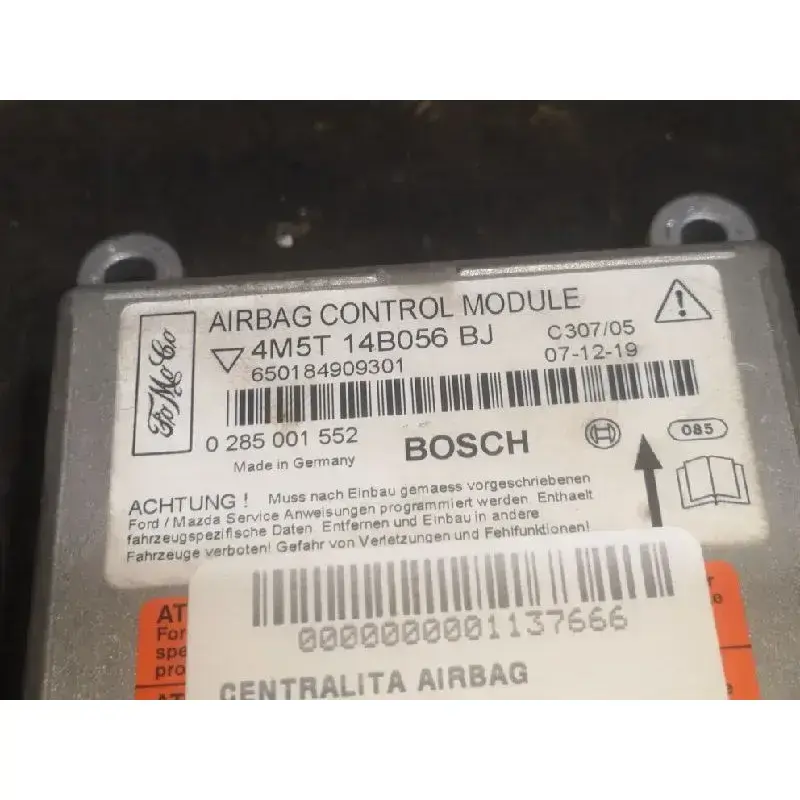 FoMoCo
AIRBAG CONTROL MODULE
4M5T 14B056 BJ
C307/05
650184909301
07-12-19
0 285 001 552
BOSCH
085
Made in Germany
ACHTUNG! Muss nach Einbau gemaess vorgeschriebenen
Ford / Mazda Service Anweisungen programmiert werden. Enthaelt
fahrzeugspezifische Daten. Entfernen und Einbau in andere
Fahrzeuge verboten! Gefahr von Verletzungen und Fehlfunktionen!
0000000001137666
CENTRALITA AIRBAG